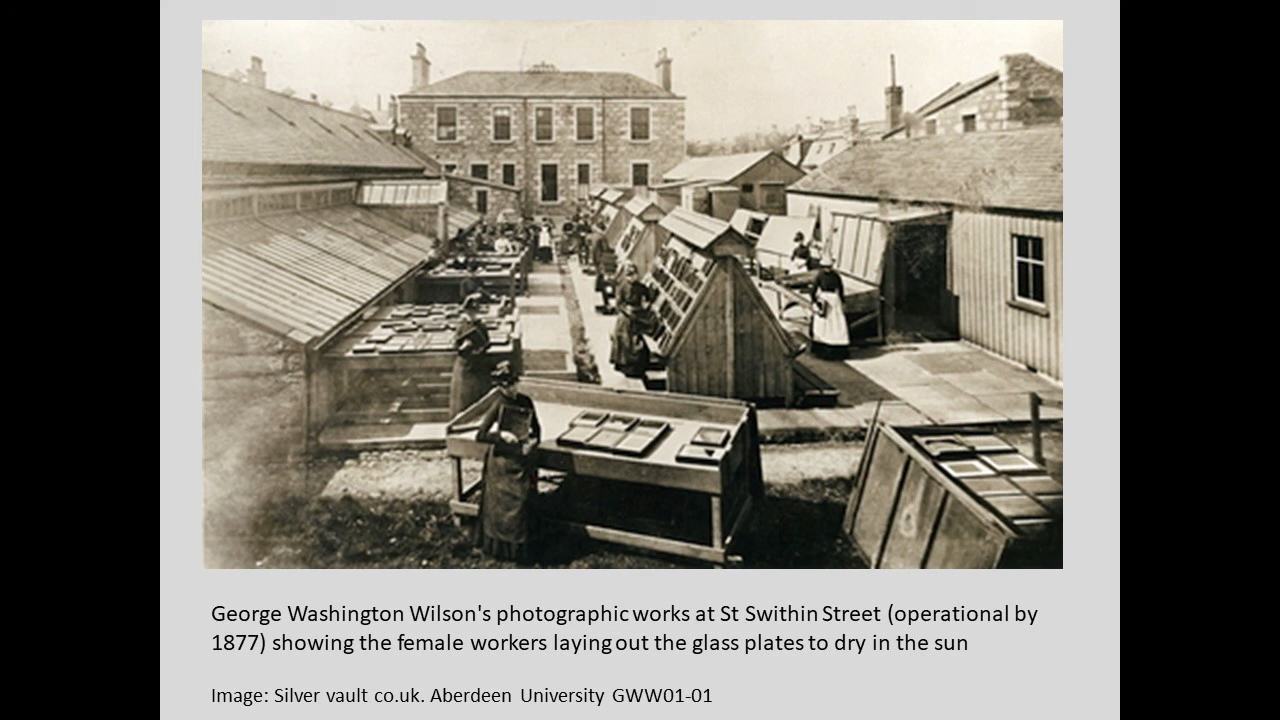 George Washington Wilson's photographic works at St Swithin Street (operational by
1877) showing the female workers laying out the glass plates to dry in the sun
Image: Silver vault co.uk. Aberdeen University GWW01-01